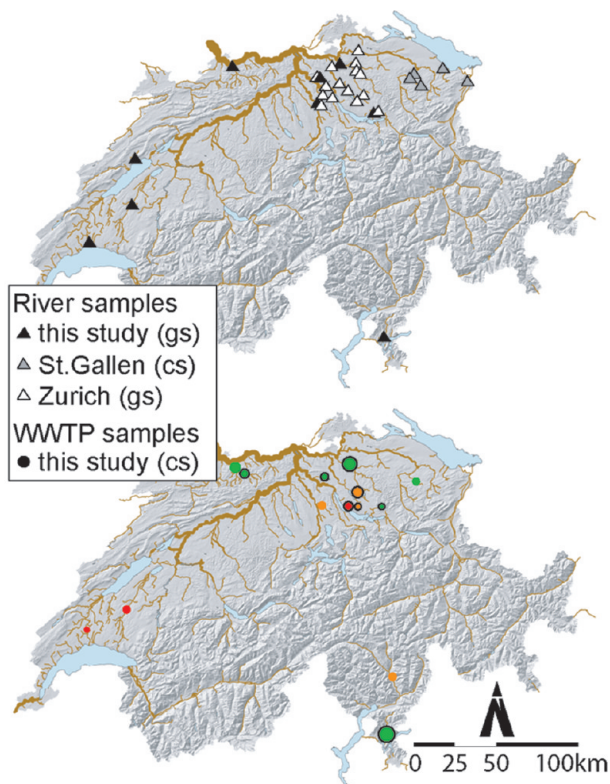 River samples
this study (gs)
St.Gallen (cs)
Zurich (gs)
WWTP samples
this study (cs)
0 25 50 100km